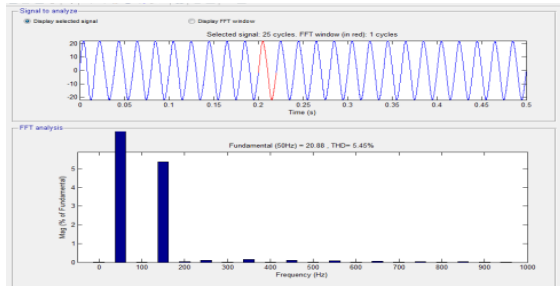 Signal to analyze
Display selected signal Display FFT window
Selected signal: 25 cycles. FFT window (in red): 1 cycles
20
10
0
-10
-20
0 0.05 0.1 0.15 0.2 0.25 0.3 0.35 0.4 0.45 0.5
Time (s)
FFT analysis
Fundamental (50Hz) = 20.88 , THD= 5.45%
Mag (% of Fundamental)
5
4
3
2
1
0
0 100 200 300 400 500 600 700 800 900 1000
Frequency (Hz)